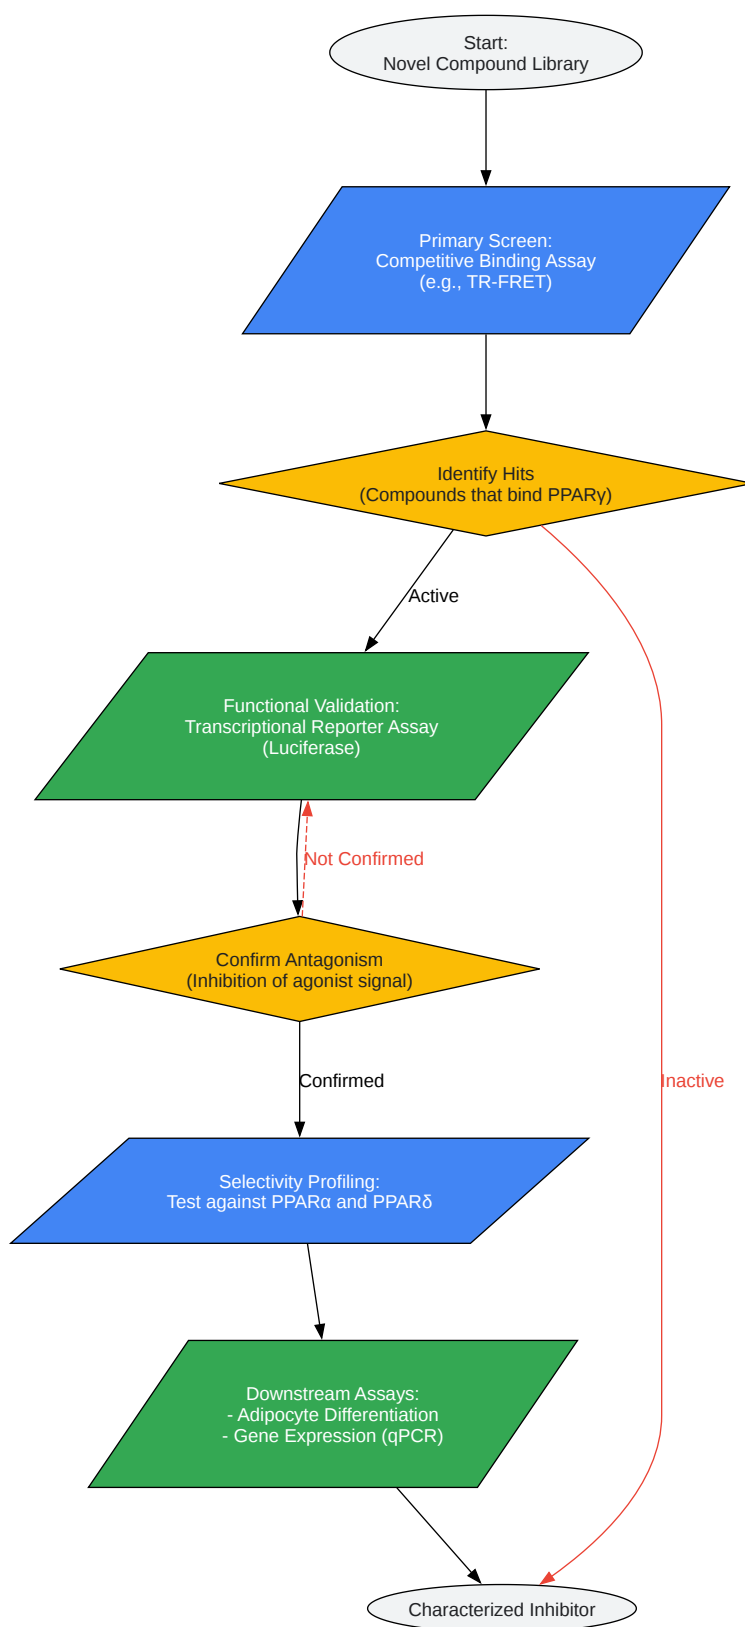 Start:
Novel Compound Library
Primary Screen:
Competitive Binding Assay
(e.g., TR-FRET)
Identify Hits
(Compounds that bind PPARγ)
Active
Functional Validation:
Transcriptional Reporter Assay
(Luciferase)
Not Confirmed
Confirm Antagonism
(Inhibition of agonist signal)
Confirmed
Inactive
Selectivity Profiling:
Test against PPARα and PPARδ
Downstream Assays:
- Adipocyte Differentiation
- Gene Expression (qPCR)
Characterized Inhibitor